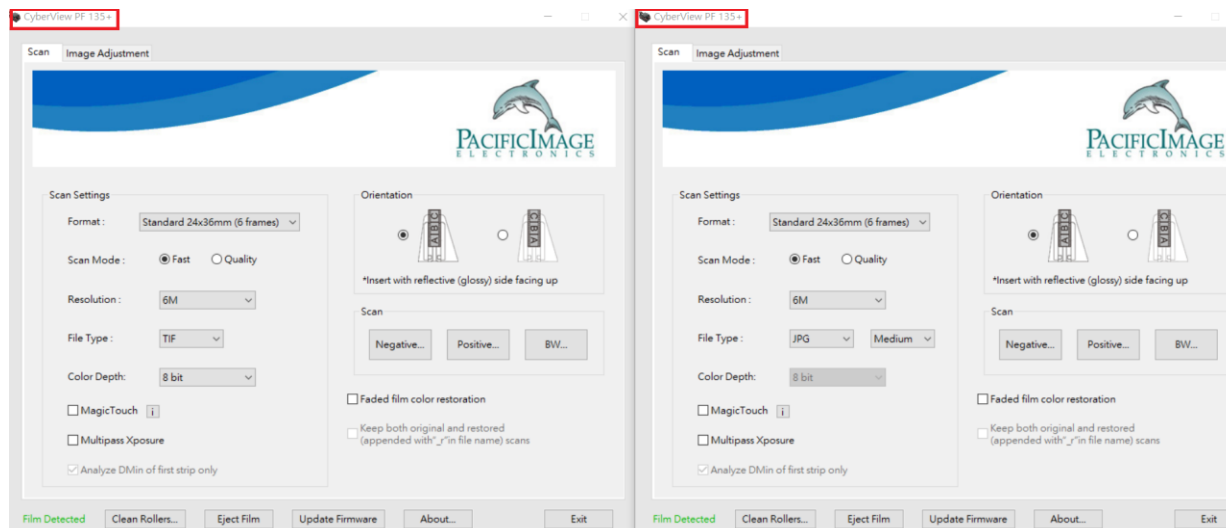 CyberView PF 135+
Scan Image Adjustment
PACIFICIMAGE
ELECTRONICS
Scan Settings
Format : Standard 24x36mm (6 frames)
Scan Mode : Fast Quality
Resolution : 6M
File Type : TIF
Color Depth: 8 bit
MagicTouch i
Multipass Xposure
Analyze DMin of first strip only
Orientation
*Insert with reflective (glossy) side facing up
Scan
Negative... Positive... BW...
Faded film color restoration
Keep both original and restored
(appended with"_r"in file name) scans
Film Detected Clean Rollers... Eject Film Update Firmware About... Exit
CyberView PF 135+
Scan Image Adjustment
PACIFICIMAGE
ELECTRONICS
Scan Settings
Format : Standard 24x36mm (6 frames)
Scan Mode : Fast Quality
Resolution : 6M
File Type : JPG Medium
Color Depth: 8 bit
MagicTouch i
Multipass Xposure
Analyze DMin of first strip only
Orientation
*Insert with reflective (glossy) side facing up
Scan
Negative... Positive... BW...
Faded film color restoration
Keep both original and restored
(appended with"_r"in file name) scans
Film Detected Clean Rollers... Eject Film Update Firmware About... Exit